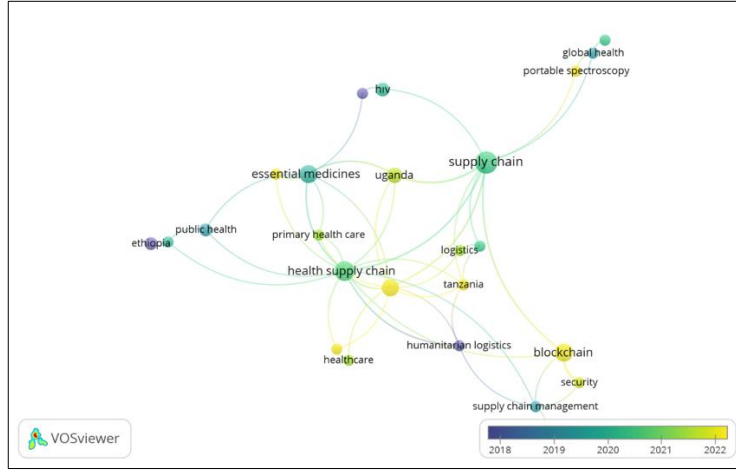 global health
portable spectroscopy
hiv
supply chain
essential medicines
uganda
public health
primary health care
ethiopia
logistics
health supply chain
tanzania
humanitarian logistics
healthcare
blockchain
security
supply chain management
VOSviewer
2018 2019 2020 2021 2022